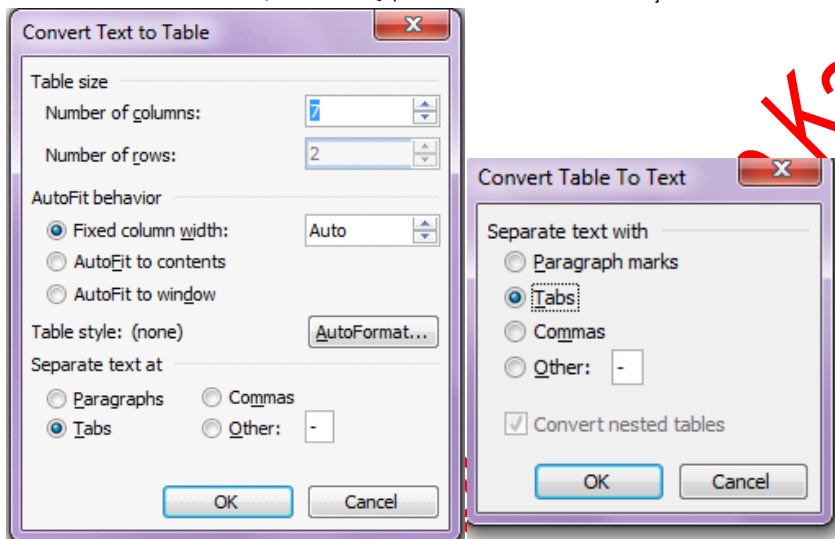 Convert Text to Table
Table size
Number of columns:
7
Number of rows:
2
AutoFit behavior
Fixed column width:
Auto
AutoFit to contents
AutoFit to window
Table style: (none)
AutoFormat...
Separate text at
Paragraphs
Commas
Tabs
Other:
-
OK
Cancel
Convert Table To Text
Separate text with
Paragraph marks
Tabs
Commas
Other:
-
Convert nested tables
OK
Cancel